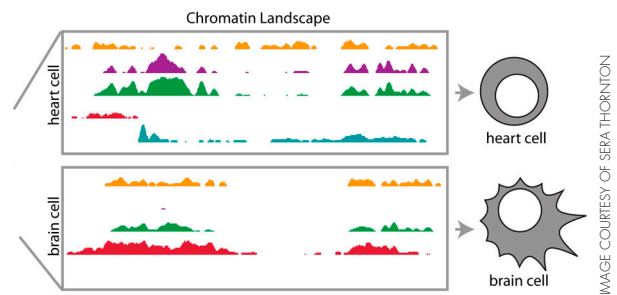 Chromatin Landscape
heart cell
heart cell
brain cell
brain cell
IMAGE COURTESY OF SERA THORNTON